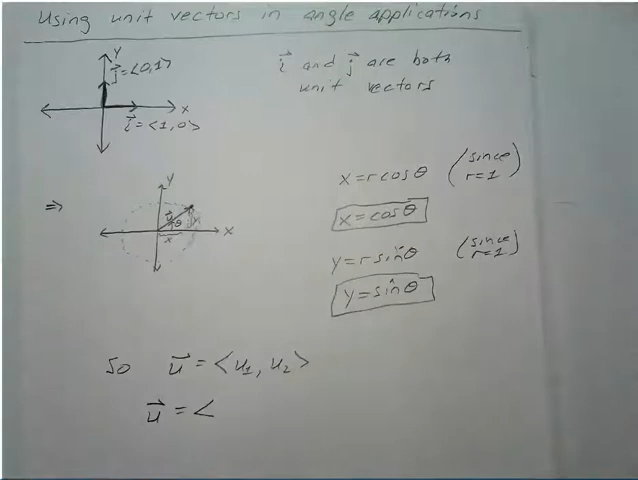 Using unit vectors in angle applications
Y
j⃗ = <0,1>
X
i⃗ = <1,0>
i⃗ and j⃗ are both
unit vectors
⇒
Y
u⃗
θ
Y
X
X
x = r cos θ (since r=1)
x = cos θ
y = r sin θ (since r=1)
y = sin θ
So u⃗ = <u₁, u₂>
u⃗ = <